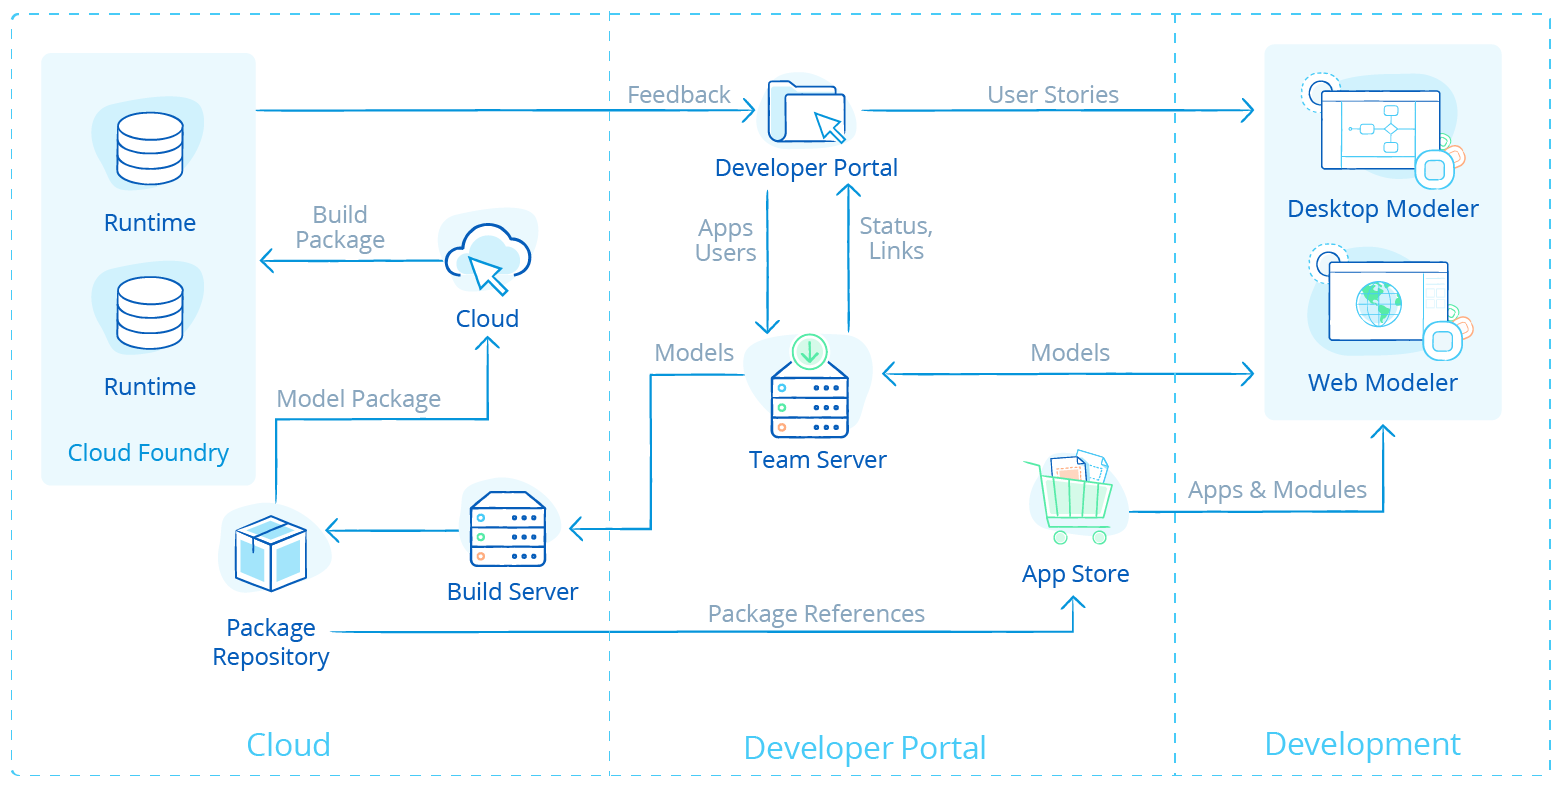 Feedback
User Stories
Developer Portal
Runtime
Build
Package
Apps
Users
Status,
Links
Desktop Modeler
Cloud
Runtime
Models
Models
Web Modeler
Model Package
Cloud Foundry
Team Server
Apps & Modules
Build Server
App Store
Package
Repository
Package References
Cloud
Developer Portal
Development